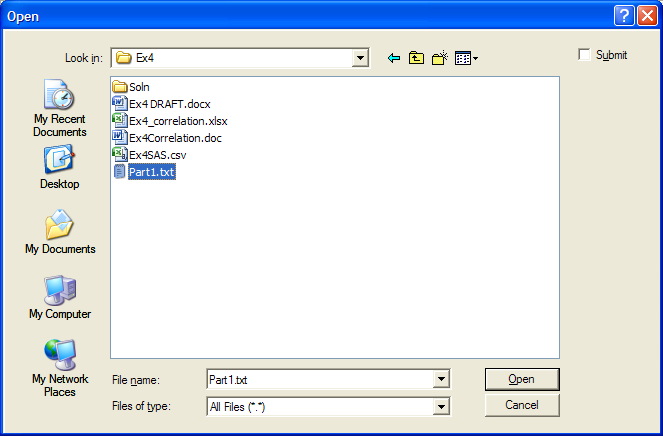 Open
Look in: Ex4
Submit
My Recent
Documents
Desktop
My Documents
My Computer
My Network
Places
Soln
Ex4 DRAFT.docx
Ex4_correlation.xlsx
Ex4Correlation.doc
Ex4SAS.csv
Part1.txt
File name: Part1.txt
Open
Files of type: All Files (*.*)
Cancel